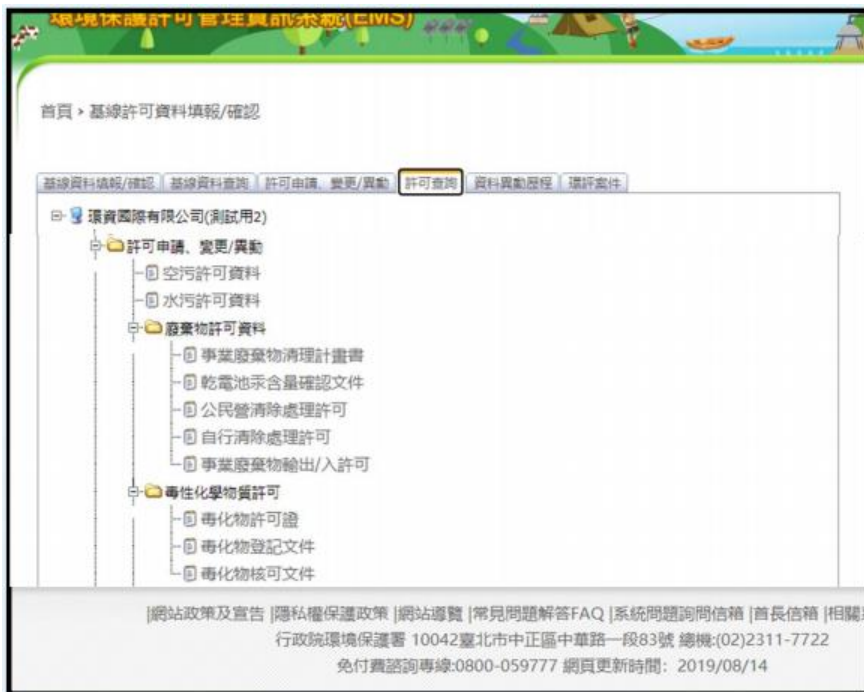 環境保護許可管理資訊系統(EMS)
首頁 › 基線許可資料填報/確認
基線資料填報/確認 基線資料查詢 許可申請、變更/異動 許可查詢 資料異動歷程 環評案件
環資國際有限公司(測試用2)
許可申請、變更/異動
空污許可資料
水污許可資料
廢棄物許可資料
事業廢棄物清理計畫書
乾電池汞含量確認文件
公民營清除處理許可
自行清除處理許可
事業廢棄物輸出/入許可
毒性化學物質許可
毒化物許可證
毒化物登記文件
毒化物核可文件
|網站政策及宣告 |隱私權保護政策 |網站導覽 |常見問題解答FAQ |系統問題詢問信箱 |首長信箱 |相關
行政院環境保護署 10042臺北市中正區中華路一段83號 總機:(02)2311-7722
免付費諮詢專線:0800-059777 網頁更新時間: 2019/08/14